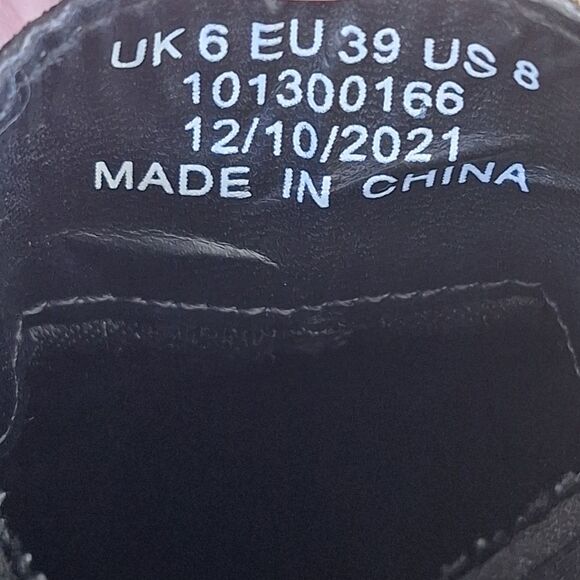 UK 6 EU 39 US 8
101300166
12/10/2021
MADE IN CHINA